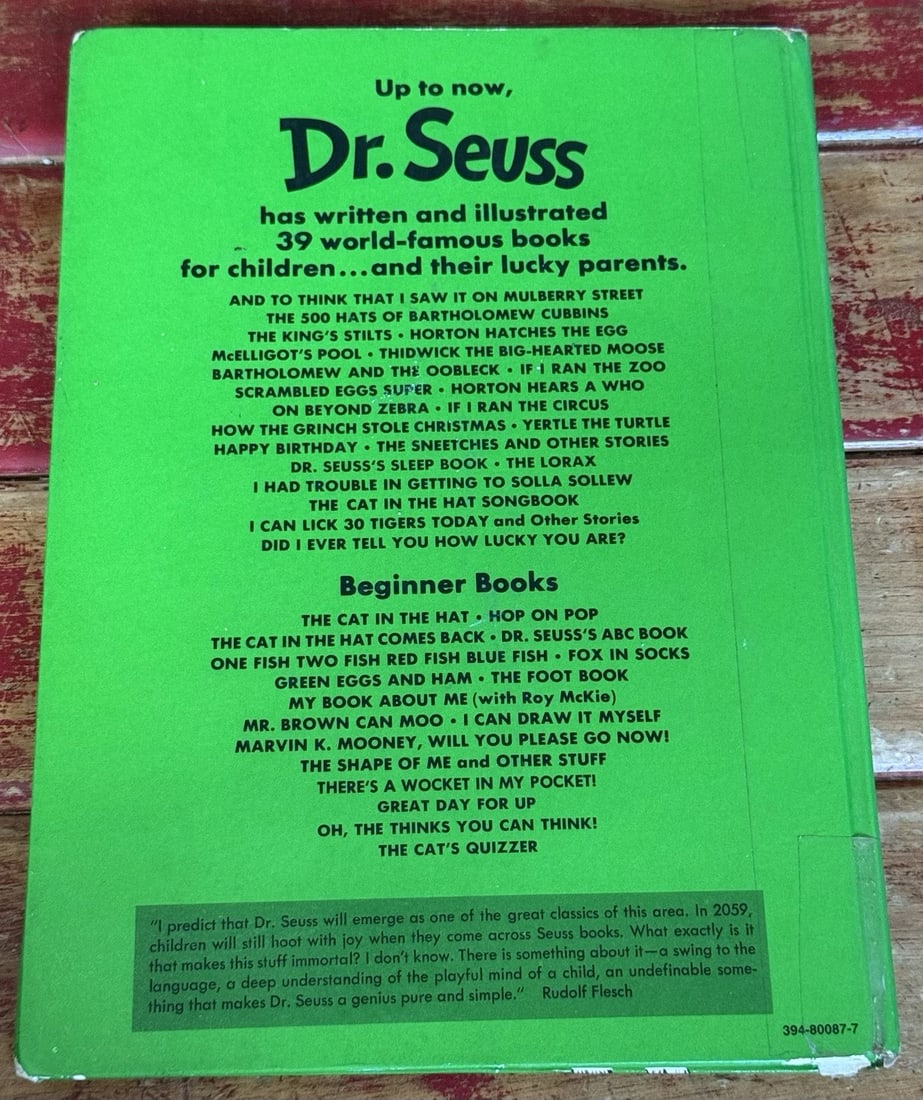 Up to now,
Dr. Seuss
has written and illustrated
39 world-famous books
for children...and their lucky parents.
AND TO THINK THAT I SAW IT ON MULBERRY STREET
THE 500 HATS OF BARTHOLOMEW CUBBINS
THE KING'S STILTS • HORTON HATCHES THE EGG
McELLIGOT'S POOL • THIDWICK THE BIG-HEARTED MOOSE
BARTHOLOMEW AND THE OOBLECK • IF I RAN THE ZOO
SCRAMBLED EGGS SUPER • HORTON HEARS A WHO
ON BEYOND ZEBRA • IF I RAN THE CIRCUS
HOW THE GRINCH STOLE CHRISTMAS • YERTLE THE TURTLE
HAPPY BIRTHDAY • THE SNEETCHES AND OTHER STORIES
DR. SEUSS'S SLEEP BOOK • THE LORAX
I HAD TROUBLE IN GETTING TO SOLLA SOLLEW
THE CAT IN THE HAT SONGBOOK
I CAN LICK 30 TIGERS TODAY and Other Stories
DID I EVER TELL YOU HOW LUCKY YOU ARE?
Beginner Books
THE CAT IN THE HAT • HOP ON POP
THE CAT IN THE HAT COMES BACK • DR. SEUSS'S ABC BOOK
ONE FISH TWO FISH RED FISH BLUE FISH • FOX IN SOCKS
GREEN EGGS AND HAM • THE FOOT BOOK
MY BOOK ABOUT ME (with Roy McKie)
MR. BROWN CAN MOO • I CAN DRAW IT MYSELF
MARVIN K. MOONEY, WILL YOU PLEASE GO NOW!
THE SHAPE OF ME and OTHER STUFF
THERE'S A WOCKET IN MY POCKET!
GREAT DAY FOR UP
OH, THE THINKS YOU CAN THINK!
THE CAT'S QUIZZER
"I predict that Dr. Seuss will emerge as one of the great classics of this area. In 2059,
children will still hoot with joy when they come across Seuss books. What exactly is it
that makes this stuff immortal? I don't know. There is something about it—a swing to the
language, a deep understanding of the playful mind of a child, an undefinable some-
thing that makes Dr. Seuss a genius pure and simple." Rudolf Flesch
394-80087-7